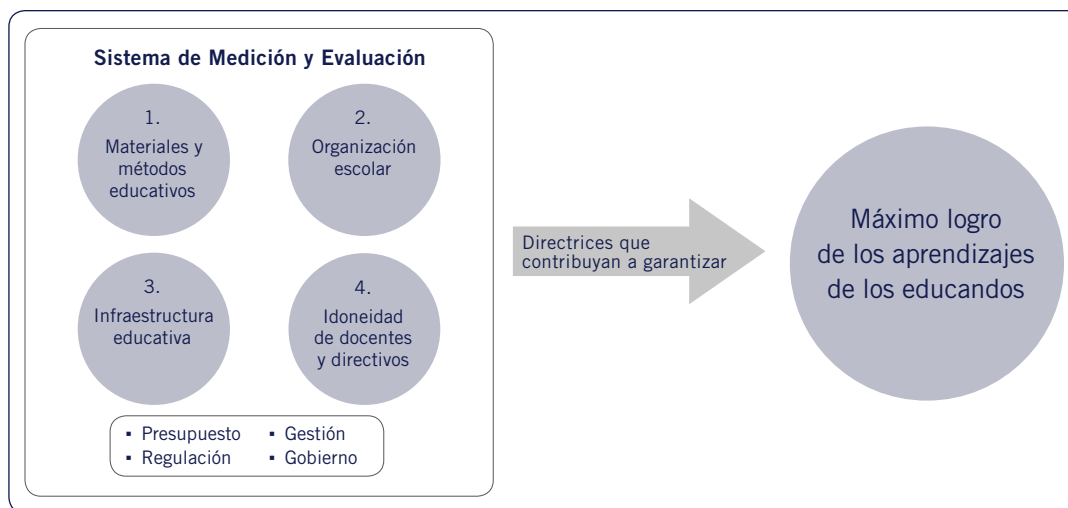 Sistema de Medición y Evaluación
1.
Materiales y
métodos
educativos
2.
Organización
escolar
3.
Infraestructura
educativa
4.
Idoneidad
de docentes
y directivos
▪ Presupuesto
▪ Regulación
▪ Gestión
▪ Gobierno
Directrices que
contribuyan a garantizar
Máximo logro
de los aprendizajes
de los educandos